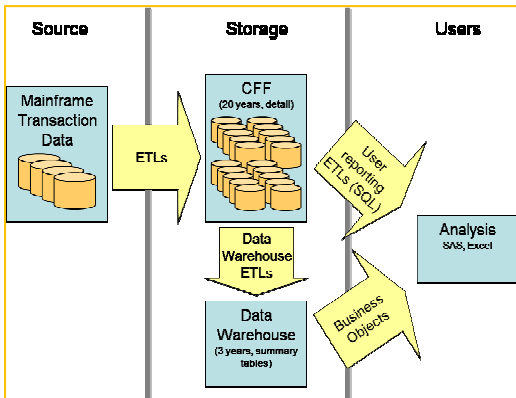 Source
Storage
Users
Mainframe
Transaction
Data
ETLs
CFF
(20 years, detail)
User
reporting
ETLs (SQL)
Data
Warehouse
ETLs
Analysis
SAS, Excel
Data
Warehouse
(3 years, summary
tables)
Business
Objects